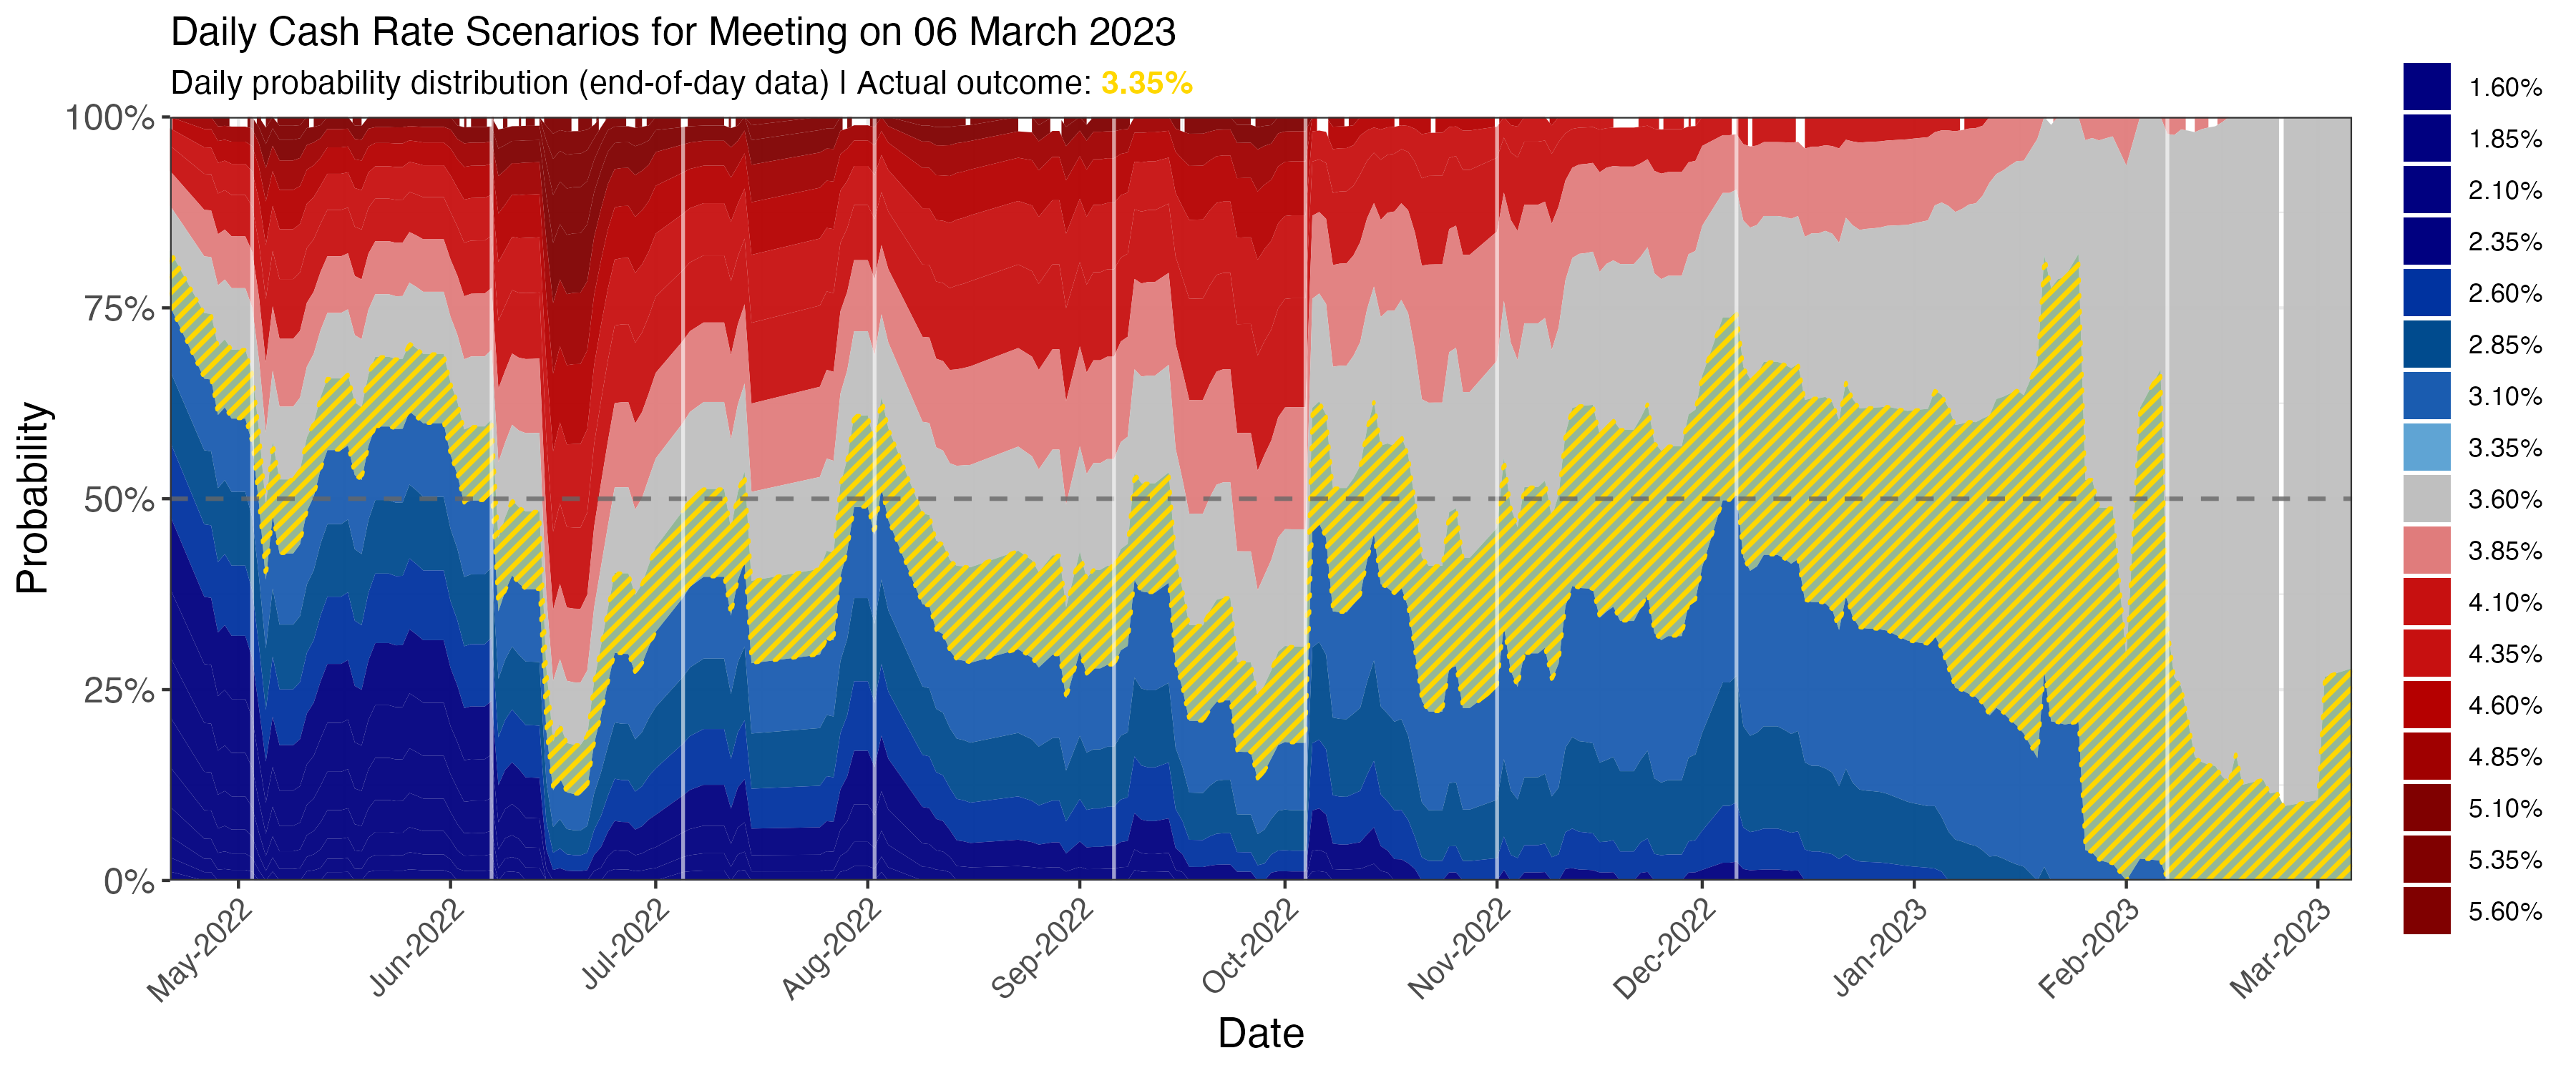 Daily Cash Rate Scenarios for Meeting on 06 March 2023
Daily probability distribution (end-of-day data) | Actual outcome: 3.35%
Probability
100%
75%
50%
25%
0%
May-2022
Jun-2022
Jul-2022
Aug-2022
Sep-2022
Oct-2022
Nov-2022
Dec-2022
Jan-2023
Feb-2023
Mar-2023
Date
1.60%
1.85%
2.10%
2.35%
2.60%
2.85%
3.10%
3.35%
3.60%
3.85%
4.10%
4.35%
4.60%
4.85%
5.10%
5.35%
5.60%